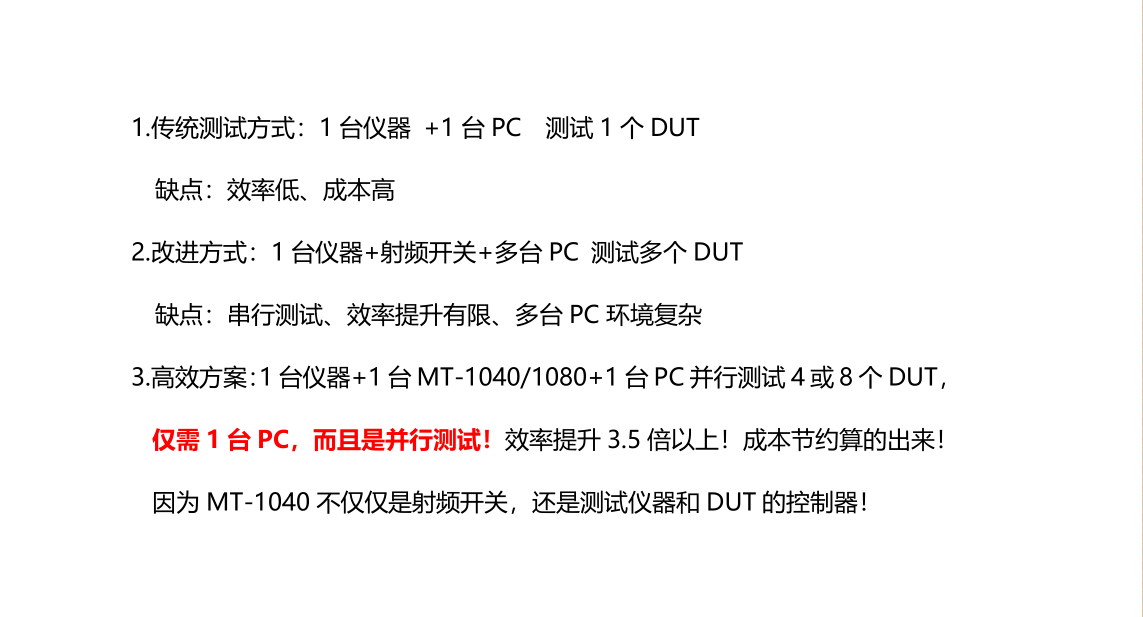 1.传统测试方式：1 台仪器 +1 台 PC  测试 1 个 DUT
缺点：效率低、成本高
2.改进方式：1 台仪器+射频开关+多台 PC 测试多个 DUT
缺点：串行测试、效率提升有限、多台 PC 环境复杂
3.高效方案：1 台仪器+1 台 MT-1040/1080+1 台 PC 并行测试 4 或 8 个 DUT，
仅需 1 台 PC，而且是并行测试！效率提升 3.5 倍以上！成本节约算的出来！
因为 MT-1040 不仅仅是射频开关，还是测试仪器和 DUT 的控制器！